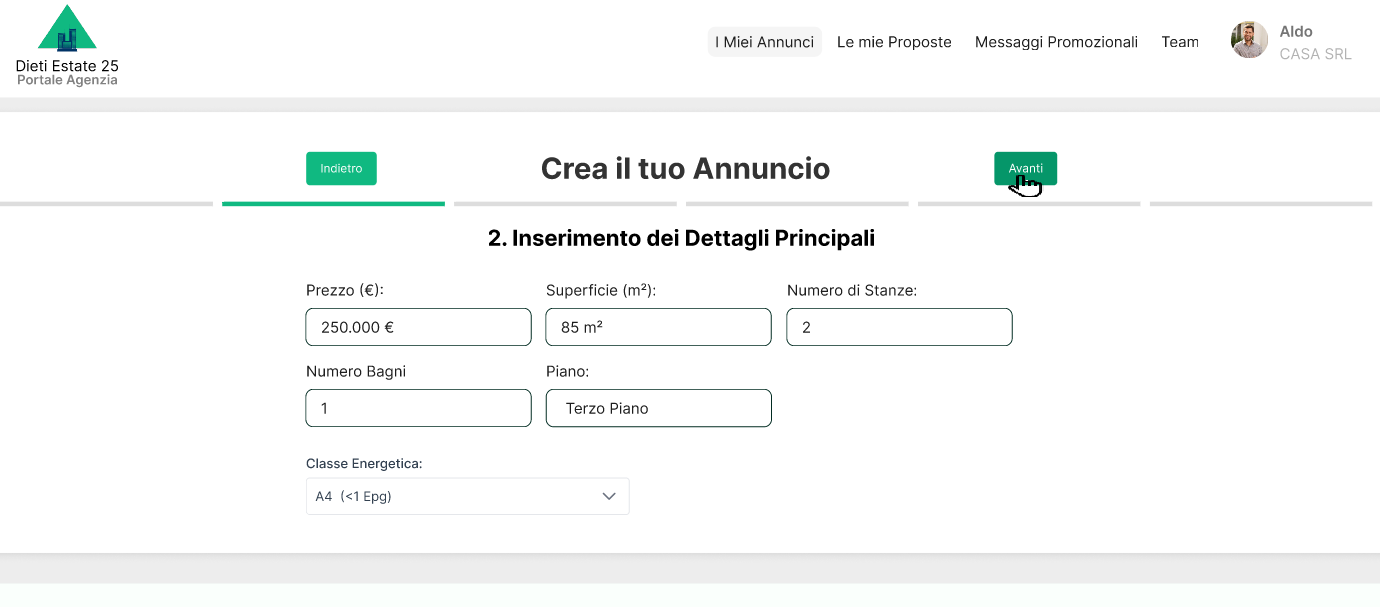 Dieti Estate 25
Portale Agenzia
I Miei Annunci Le mie Proposte Messaggi Promozionali Team
Aldo
CASA SRL
Indietro Crea il tuo Annuncio Avanti
2. Inserimento dei Dettagli Principali
Prezzo (€): Superficie (m²): Numero di Stanze:
250.000 € 85 m² 2
Numero Bagni Piano:
1 Terzo Piano
Classe Energetica:
A4 (<1 Epg)